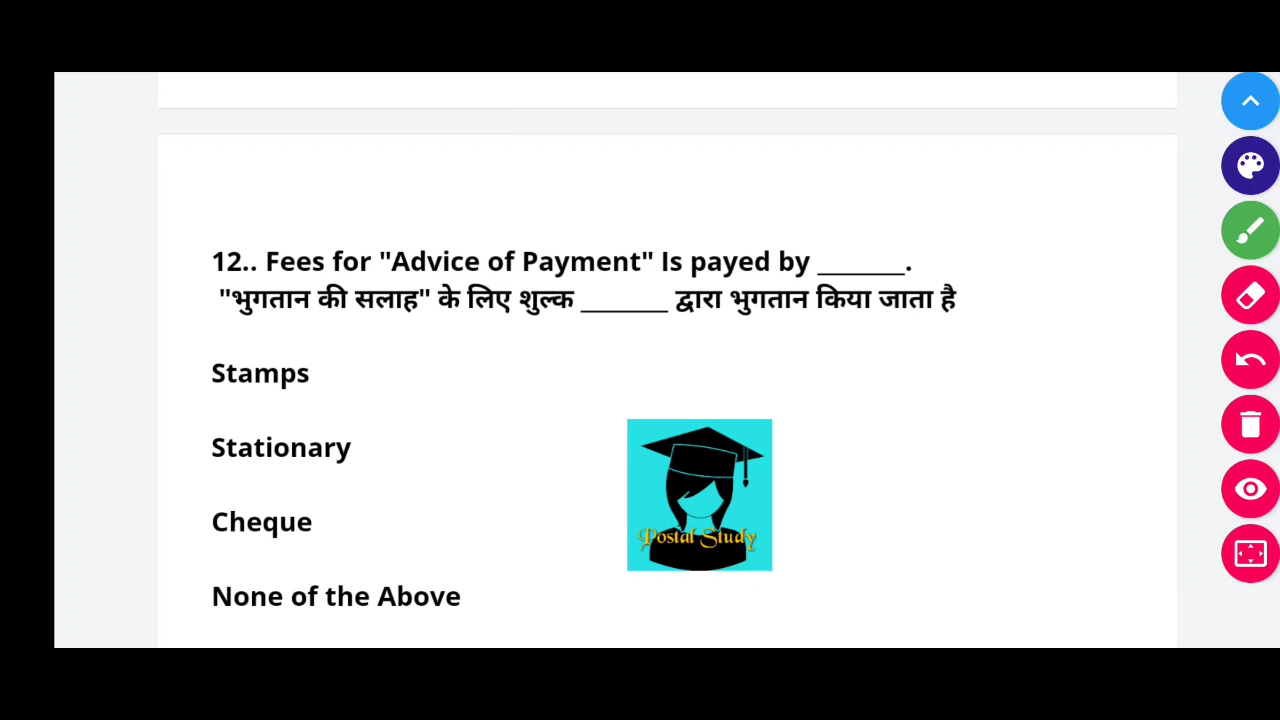 12.. Fees for "Advice of Payment" Is payed by _______.
"भुगतान की सलाह" के लिए शुल्क _______ द्वारा भुगतान किया जाता है
Stamps
Stationary
Postal Study
Cheque
None of the Above